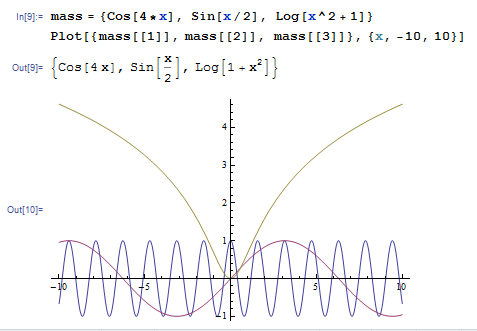 In[9]:= mass = {Cos[4*x], Sin[x/2], Log[x^2+1]}
Plot[{mass[[1]], mass[[2]], mass[[3]]}, {x, -10, 10}]
Out[9]= {Cos[4 x], Sin[x/2], Log[1 + x²]}
4
3
2
Out[10]=
1
-10 -5 5 10
-1